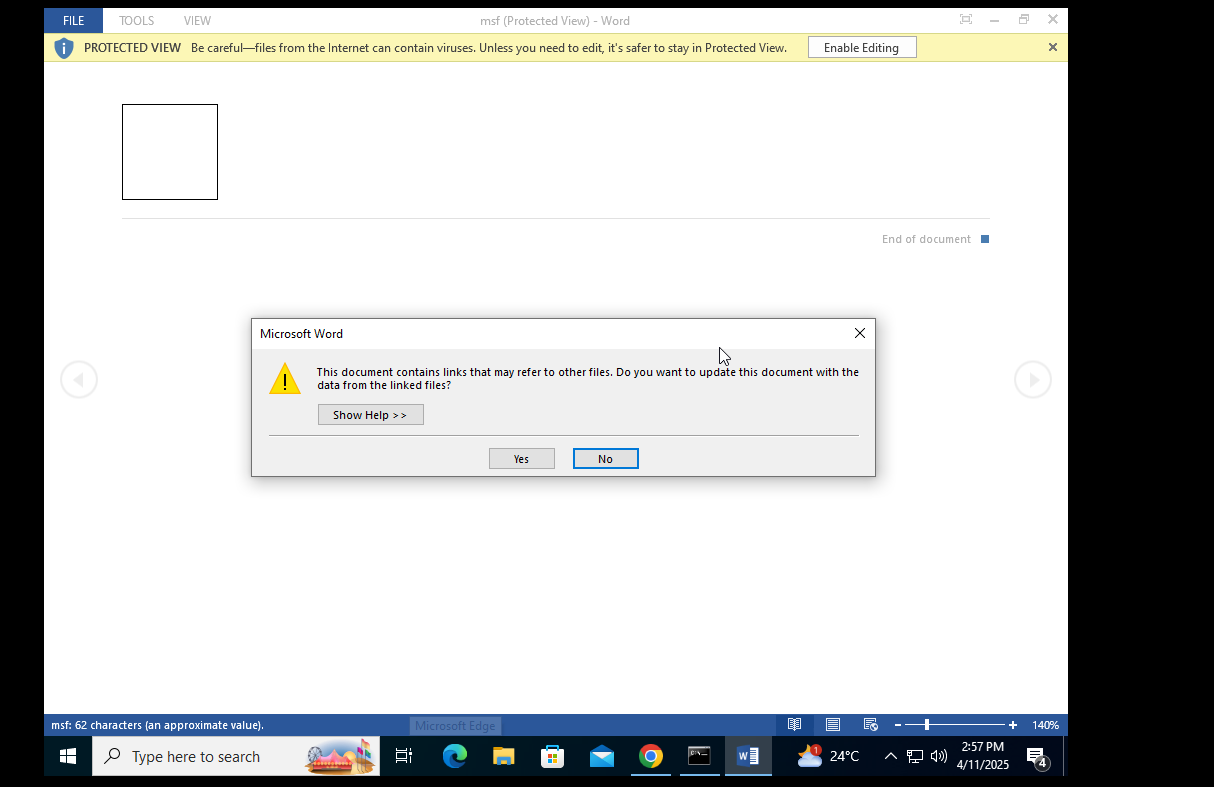 FILE TOOLS VIEW msf (Protected View) - Word
PROTECTED VIEW Be careful—files from the Internet can contain viruses. Unless you need to edit, it's safer to stay in Protected View. Enable Editing
End of document
Microsoft Word
This document contains links that may refer to other files. Do you want to update this document with the
data from the linked files?
Show Help >>
Yes No
msf: 62 characters (an approximate value). Microsoft Edge 140%
Type here to search 1 24°C 2:57 PM
4/11/2025 4